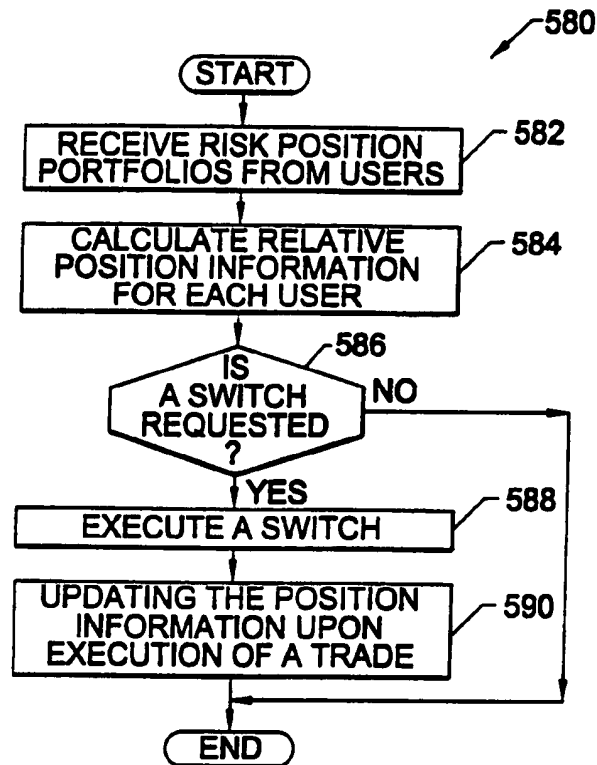 580
START
RECEIVE RISK POSITION
PORTFOLIOS FROM USERS
582
CALCULATE RELATIVE
POSITION INFORMATION
FOR EACH USER
584
586
IS
A SWITCH
REQUESTED
?
NO
YES
EXECUTE A SWITCH
588
UPDATING THE POSITION
INFORMATION UPON
EXECUTION OF A TRADE
590
END